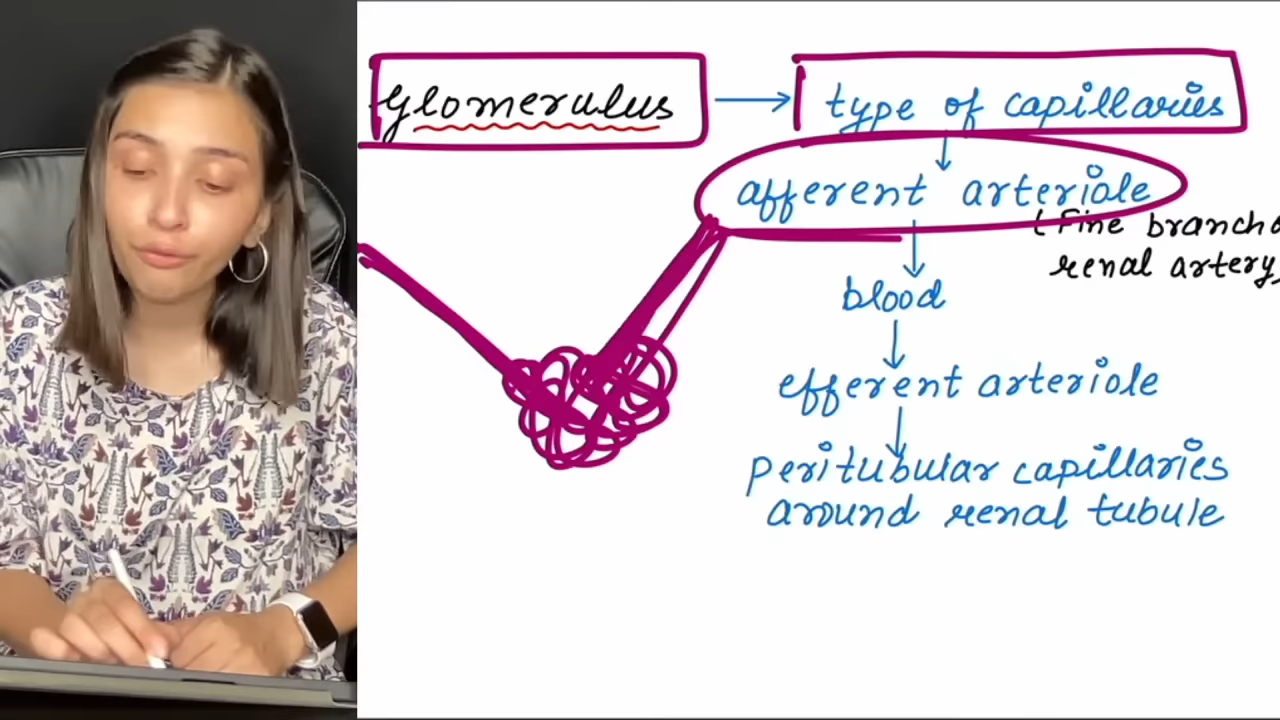 Glomerulus → type of capillaries
afferent arteriole
(Fine branch
renal artery
blood
efferent arteriole
peritubular capillaries
around renal tubule